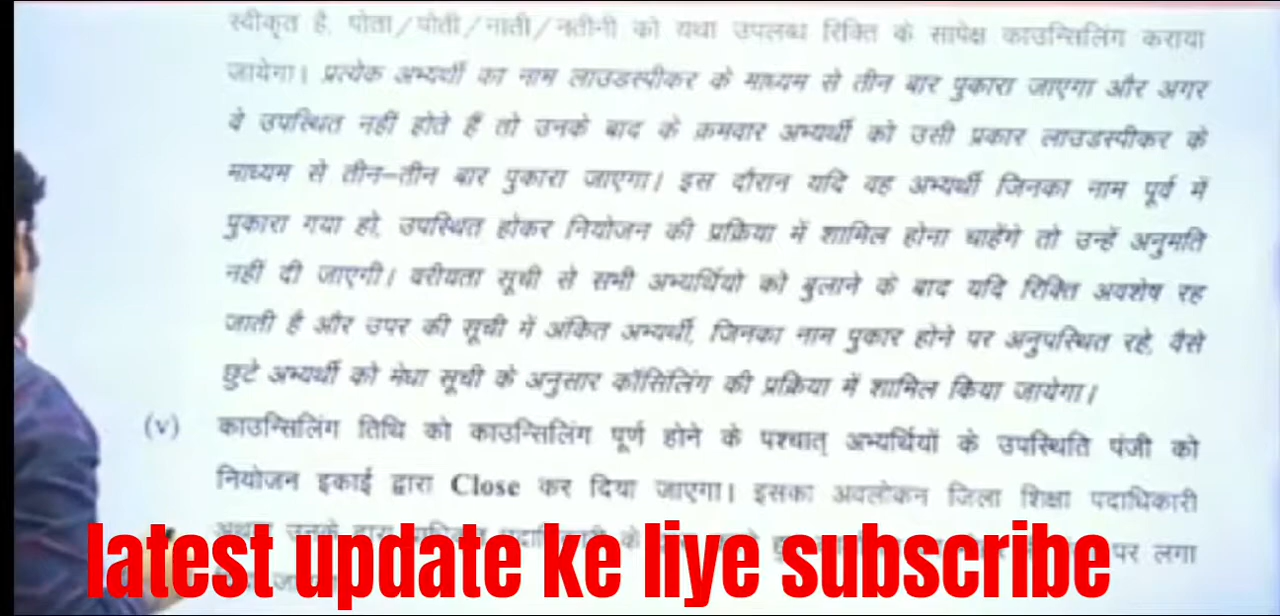 स्वीकृत है, पोता/पोती/नाती/नतीनी को यथा उपलब्ध रिक्ति के सापेक्ष काउन्सिलिंग कराया
जायेगा। प्रत्येक अभ्यर्थी का नाम लाउडस्पीकर के माध्यम से तीन बार पुकारा जाएगा और अगर
वे उपस्थित नहीं होते हैं तो उनके बाद के क्रमवार अभ्यर्थी को उसी प्रकार लाउडस्पीकर के
माध्यम से तीन-तीन बार पुकारा जाएगा। इस दौरान यदि वह अभ्यर्थी जिनका नाम पूर्व में
पुकारा गया हो, उपस्थित होकर नियोजन की प्रक्रिया में शामिल होना चाहेंगे तो उन्हें अनुमति
नहीं दी जाएगी। वरीयता सूची से सभी अभ्यर्थियो को बुलाने के बाद यदि रिक्ति अवशेष रह
जाती है और उपर की सूची में अंकित अभ्यर्थी, जिनका नाम पुकार होने पर अनुपस्थित रहे, वैसे
छुटे अभ्यर्थी को मेधा सूची के अनुसार कॉसिलिंग की प्रक्रिया में शामिल किया जायेगा।
(v) काउन्सिलिंग तिथि को काउन्सिलिंग पूर्ण होने के पश्चात् अभ्यर्थियों के उपस्थिति पंजी को
नियोजन इकाई द्वारा Close कर दिया जाएगा। इसका अवलोकन जिला शिक्षा पदाधिकारी
उनके द्वारा के पर लगा
latest update ke liye subscribe